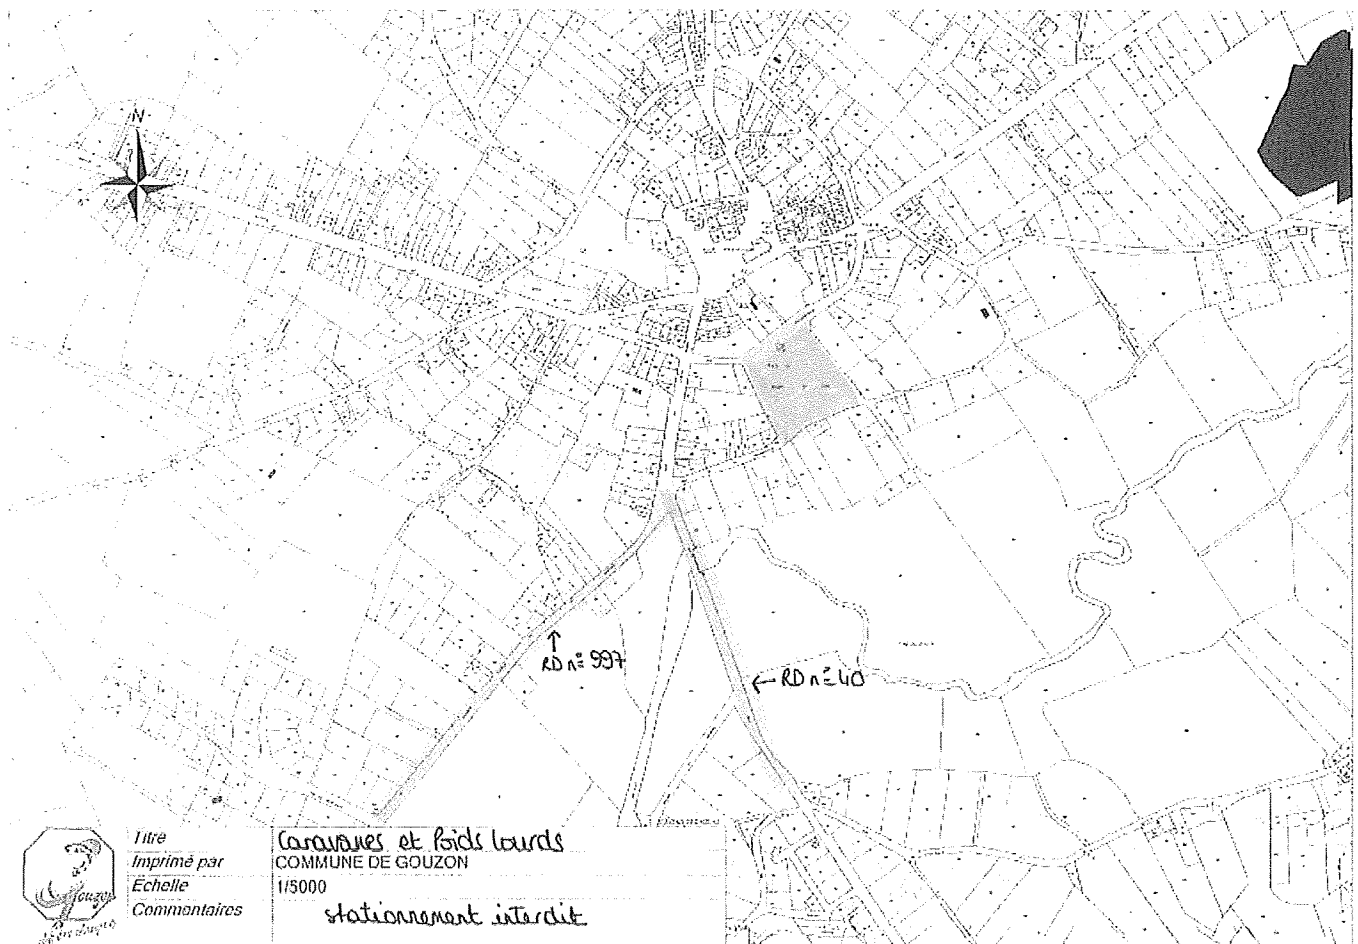 N
RD n° 997
← RD n° 40
Titre Caravanes et Poids lourds
Imprimé par COMMUNE DE GOUZON
Echelle 1/5000
Commentaires stationnement interdit
Gouzon